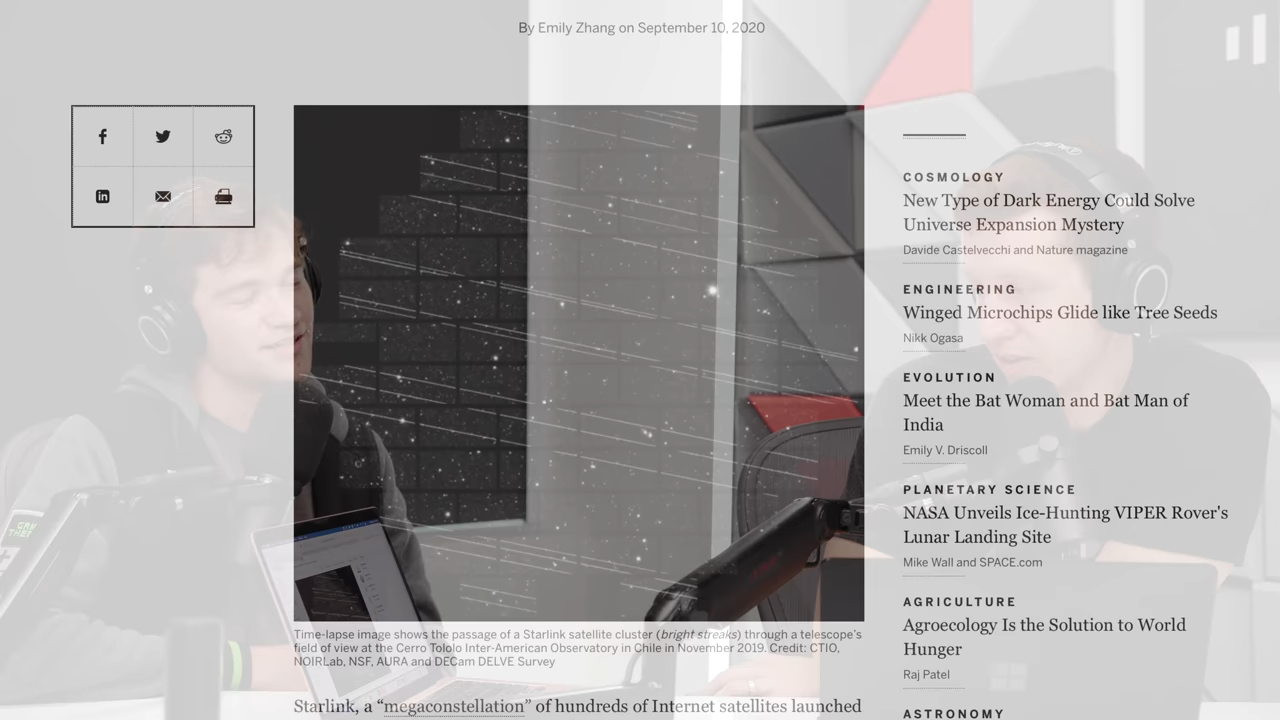 By Emily Zhang on September 10, 2020
COSMOLOGY
New Type of Dark Energy Could Solve
Universe Expansion Mystery
Davide Castelvecchi and Nature magazine
ENGINEERING
Winged Microchips Glide like Tree Seeds
Nikk Ogasa
EVOLUTION
Meet the Bat Woman and Bat Man of
India
Emily V. Driscoll
PLANETARY SCIENCE
NASA Unveils Ice-Hunting VIPER Rover's
Lunar Landing Site
Mike Wall and SPACE.com
AGRICULTURE
Agroecology Is the Solution to World
Hunger
Raj Patel
ASTRONOMY
Time-lapse image shows the passage of a Starlink satellite cluster (bright streaks) through a telescope's
field of view at the Cerro Tololo Inter-American Observatory in Chile in November 2019. Credit: CTIO,
NOIRLab, NSF, AURA and DECam DELVE Survey
Starlink, a “megaconstellation” of hundreds of Internet satellites launched